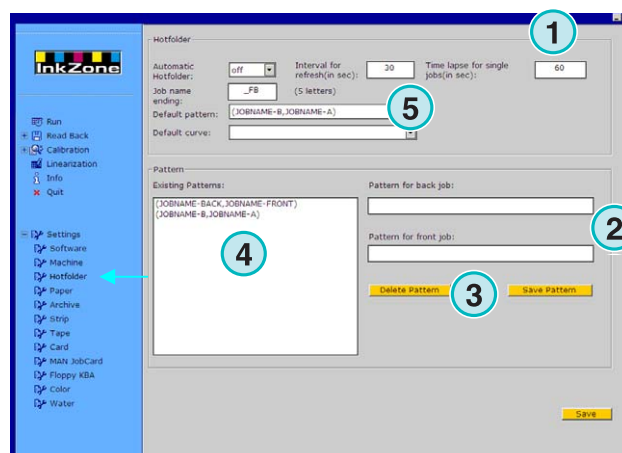 InkZone
Run
Read Back
Calibration
Linearization
Info
Quit
Settings
Software
Machine
Hotfolder
Paper
Archive
Strip
Tape
Card
MAN JobCard
Floppy KBA
Color
Water
Hotfolder
1
Automatic Hotfolder:
off
Interval for refresh(in sec):
30
Time lapse for single jobs(in sec):
60
Job name ending:
_FB
(5 letters)
Default pattern:
(JOBNAME-B,JOBNAME-A)
5
Default curve:
Pattern
Existing Patterns:
(JOBNAME-BACK,JOBNAME-FRONT)
(JOBNAME-B,JOBNAME-A)
4
Pattern for back job:
2
Pattern for front job:
Delete Pattern
3
Save Pattern
Save